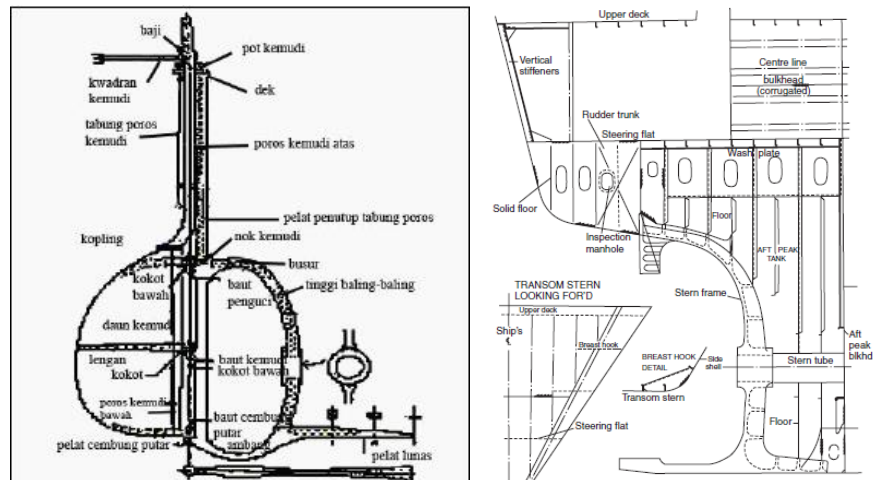 baji
pot kemudi
kwadran
kemudi
dek
tabung poros
kemudi
poros kemudi atas
pelat penutup tabung poros
kopling
nok kemudi
busur
kokot
bawah
baut
penguci
tinggi baling-baling
daun kemud
lengan
kokot
baut kemudi
kokot bawah
poros kemudi
bawah
baut cembung
putar
ambang
pelat cembung putar
pelat lunas
Upper deck
Vertical
stiffeners
Centre line
bulkhead
(corrugated)
Rudder trunk
Steering flat
Wash plate
Solid floor
Floor
Inspection
manhole
AFT PEAK
TANK
TRANSOM STERN
LOOKING FOR'D
Upper deck
Stern frame
Ship's
℄
Breast hook
Aft
peak
blkhd
BREAST HOOK
DETAIL
Side
shell
Stern tube
Transom stern
Steering flat
Floor